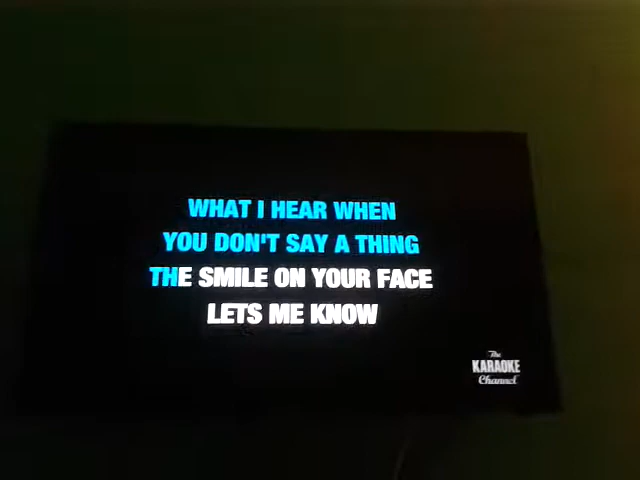 WHAT I HEAR WHEN
YOU DON'T SAY A THING
THE SMILE ON YOUR FACE
LETS ME KNOW
The
KARAOKE
Channel